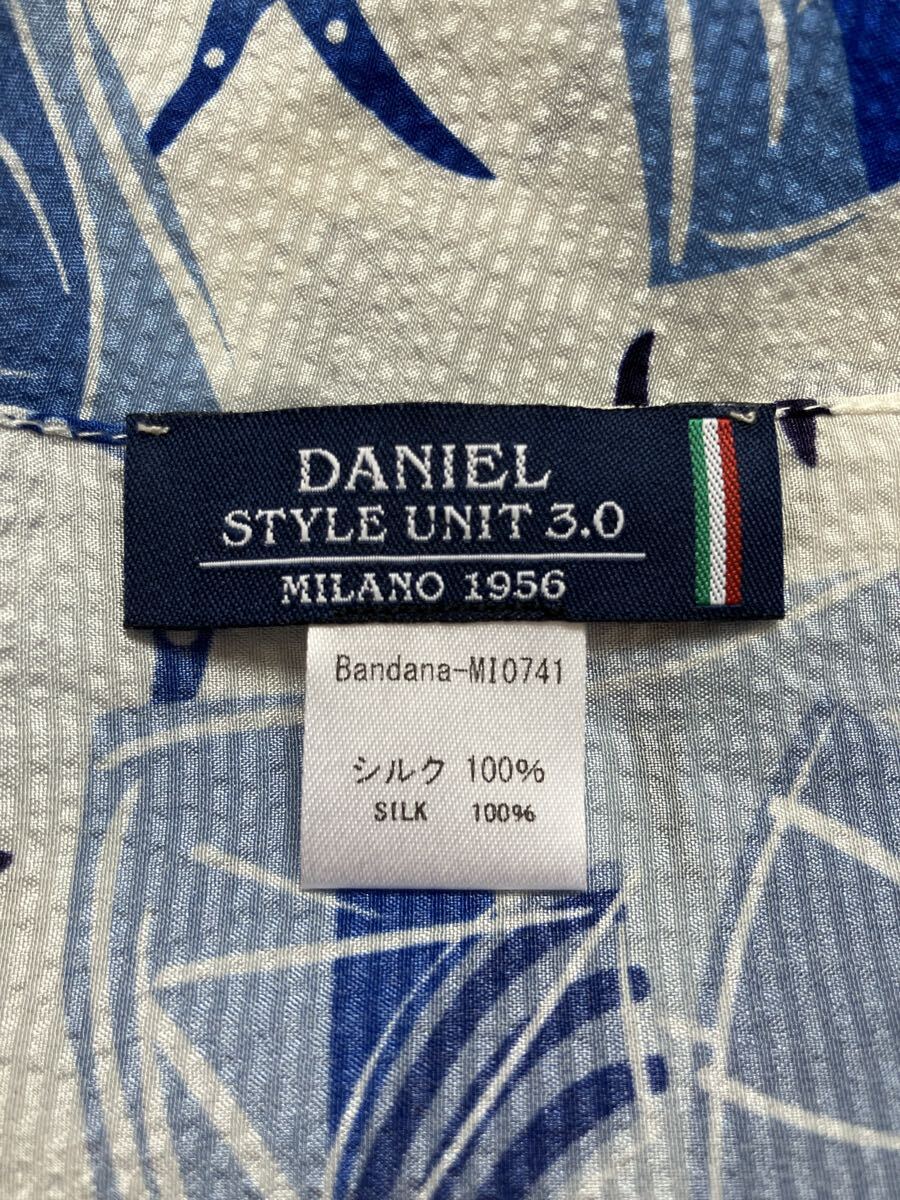 DANIEL
STYLE UNIT 3.0
MILANO 1956
Bandana-MI0741
シルク 100%
SILK 100%